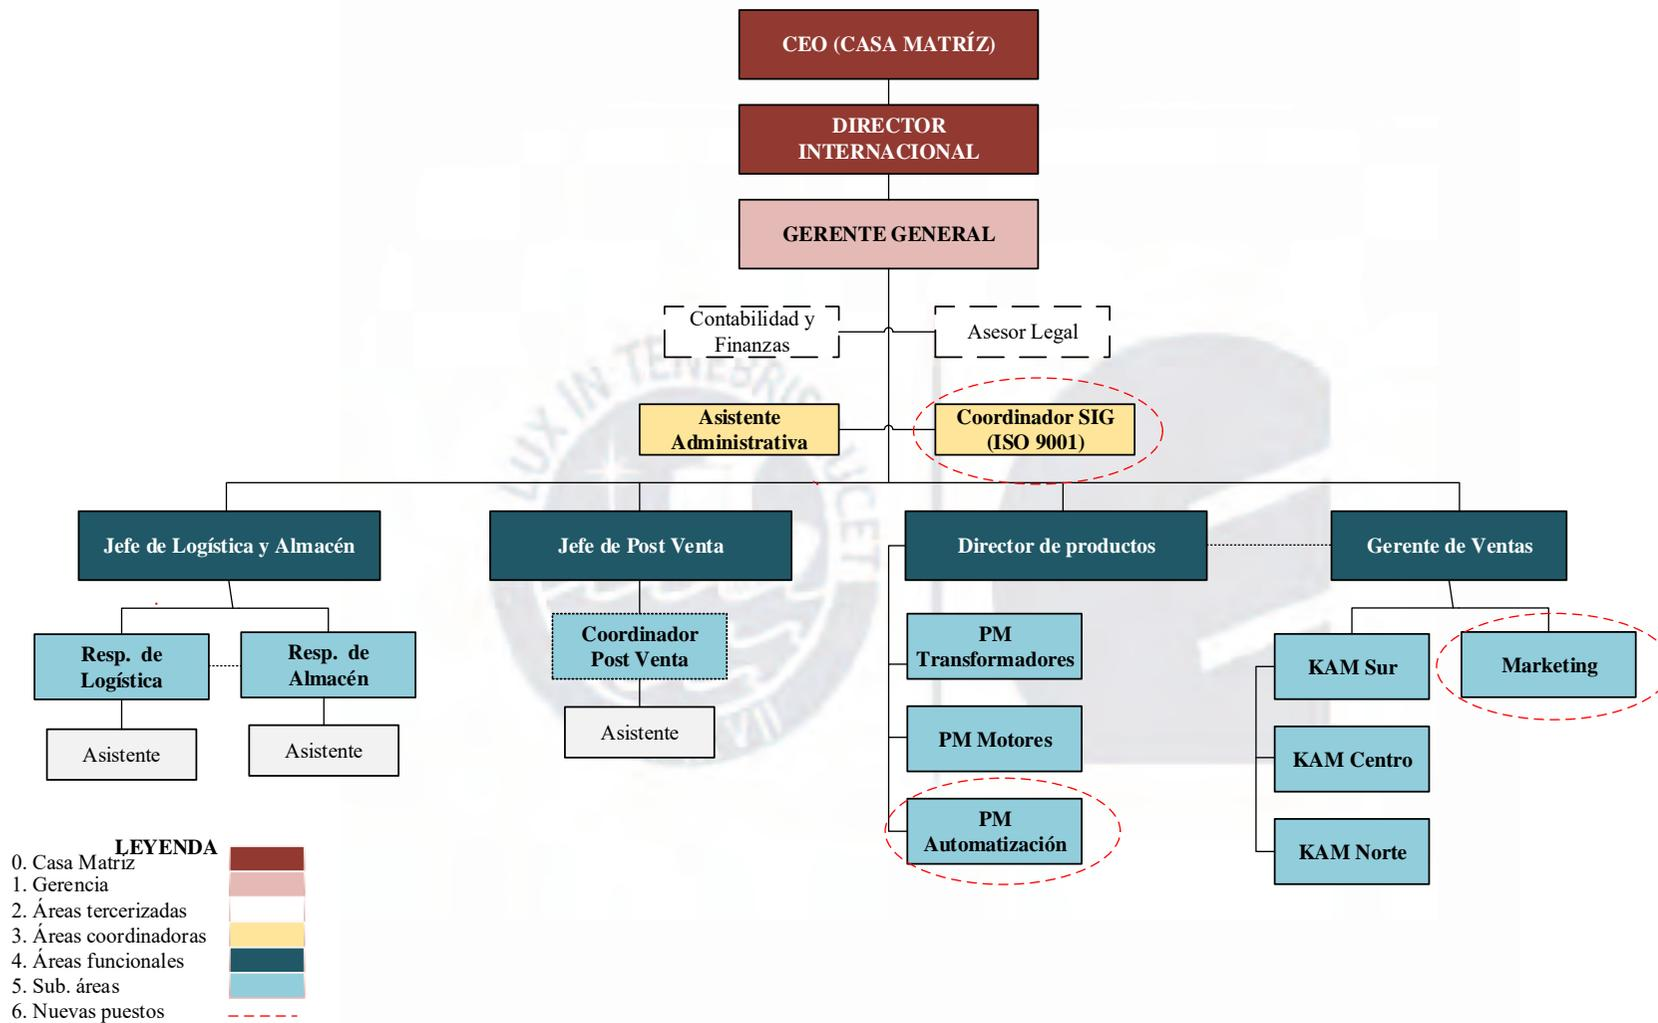 CEO (CASA MATRÍZ)
DIRECTOR
INTERNACIONAL
GERENTE GENERAL
Contabilidad y
Finanzas
Asesor Legal
Asistente
Administrativa
Coordinador SIG
(ISO 9001)
Jefe de Logística y Almacén
Jefe de Post Venta
Director de productos
Gerente de Ventas
Resp. de
Logística
Resp. de
Almacén
Coordinador
Post Venta
PM
Transformadores
KAM Sur
Marketing
Asistente
Asistente
Asistente
PM Motores
KAM Centro
PM
Automatización
KAM Norte
LEYENDA
0. Casa Matriz
1. Gerencia
2. Áreas tercerizadas
3. Áreas coordinadoras
4. Áreas funcionales
5. Sub. áreas
6. Nuevas puestos
LUX IN TENEBRIS
VII